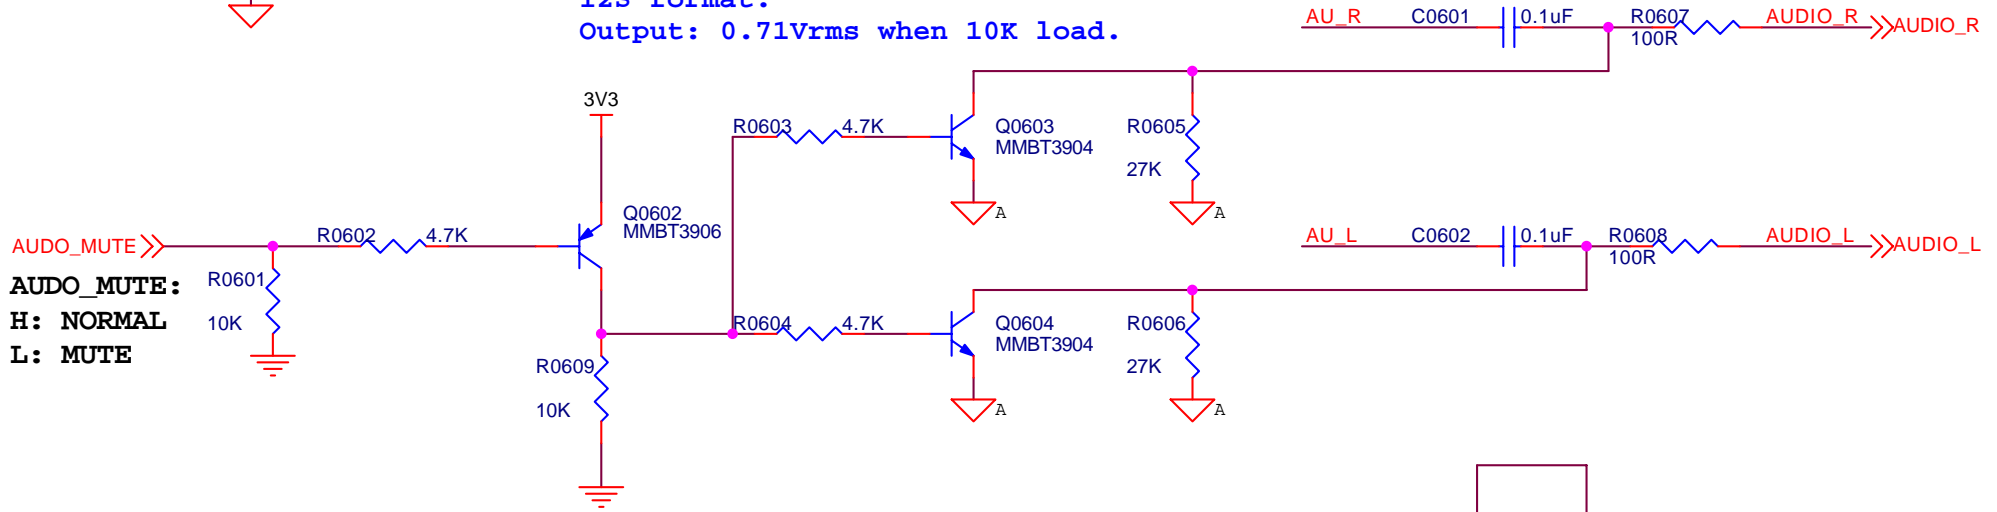 I2S format.
Output: 0.71Vrms when 10K load.
AU_R C0601 0.1uF R0607 AUDIO_R AUDIO_R
100R
3V3
R0603 4.7K Q0603 R0605
MMBT3904
27K
A A
Q0602
MMBT3906
AUDO_MUTE R0602 4.7K AU_L C0602 0.1uF R0608 AUDIO_L AUDIO_L
100R
AUDO_MUTE: R0601
H: NORMAL 10K
L: MUTE
R0604 4.7K Q0604 R0606
MMBT3904
R0609 27K
10K A A